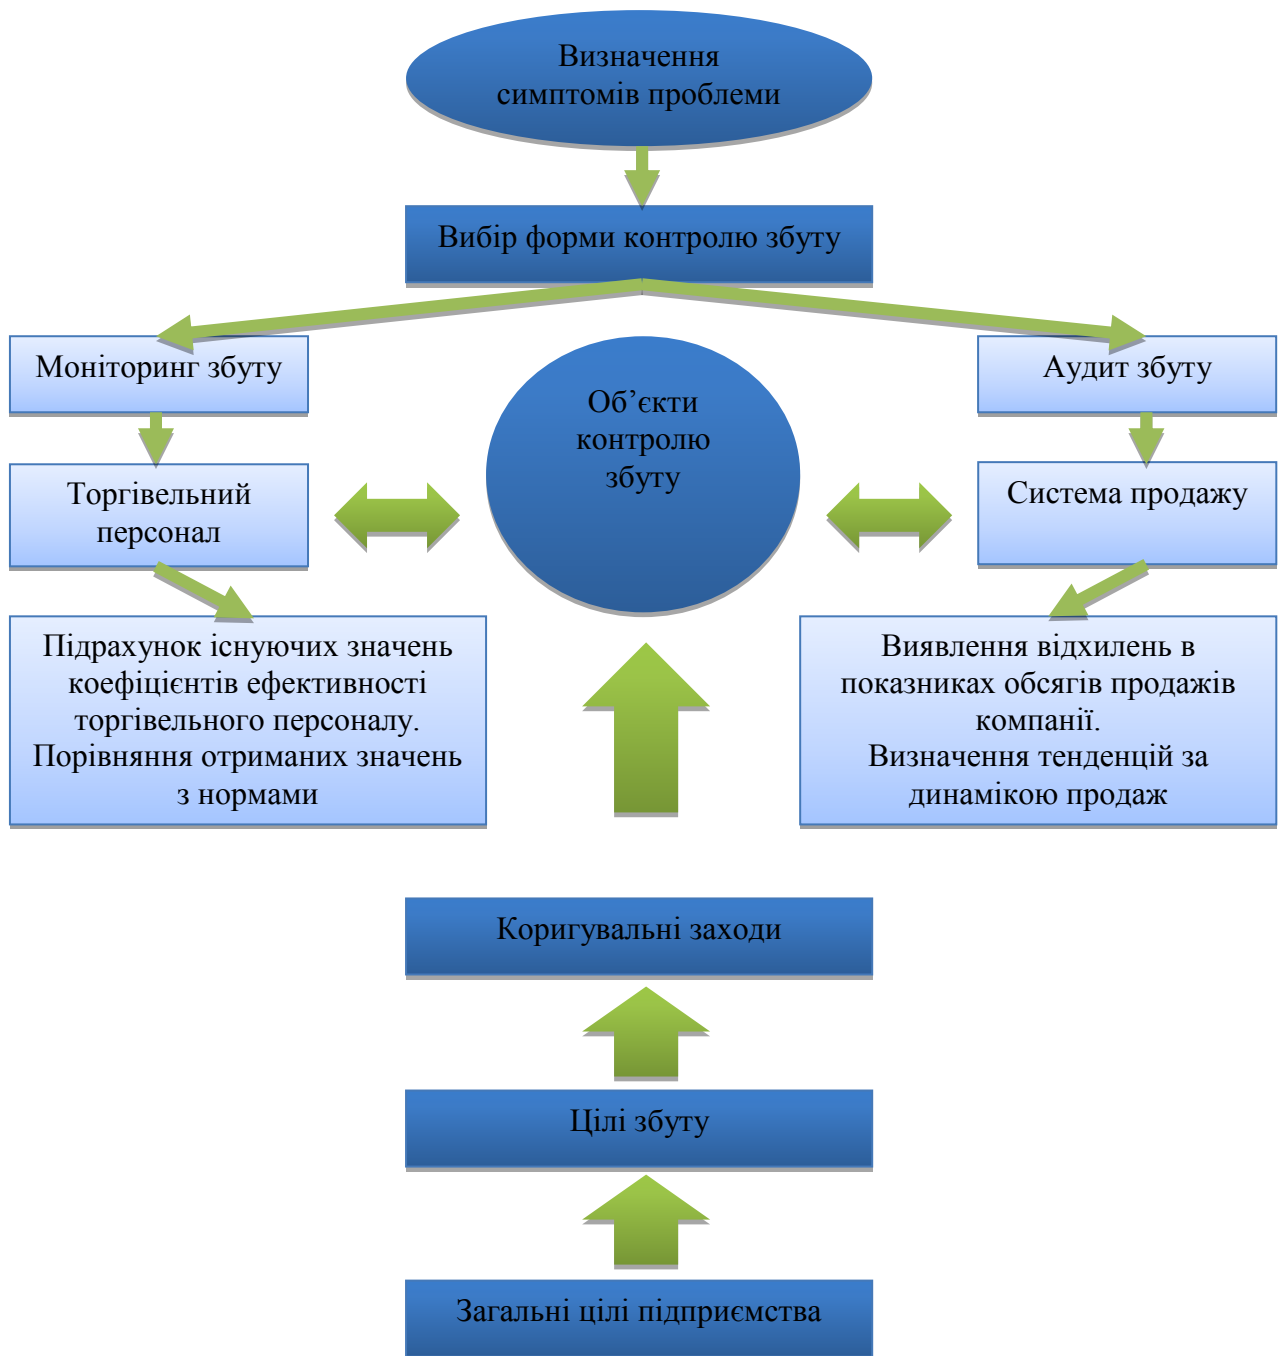 Визначення
симптомів проблеми
Вибір форми контролю збуту
Моніторинг збуту
Аудит збуту
Об’єкти
контролю
збуту
Торгівельний
персонал
Система продажу
Підрахунок існуючих значень
коефіцієнтів ефективності
торгівельного персоналу.
Порівняння отриманих значень
з нормами
Виявлення відхилень в
показниках обсягів продажів
компанії.
Визначення тенденцій за
динамікою продаж
Коригувальні заходи
Цілі збуту
Загальні цілі підприємства